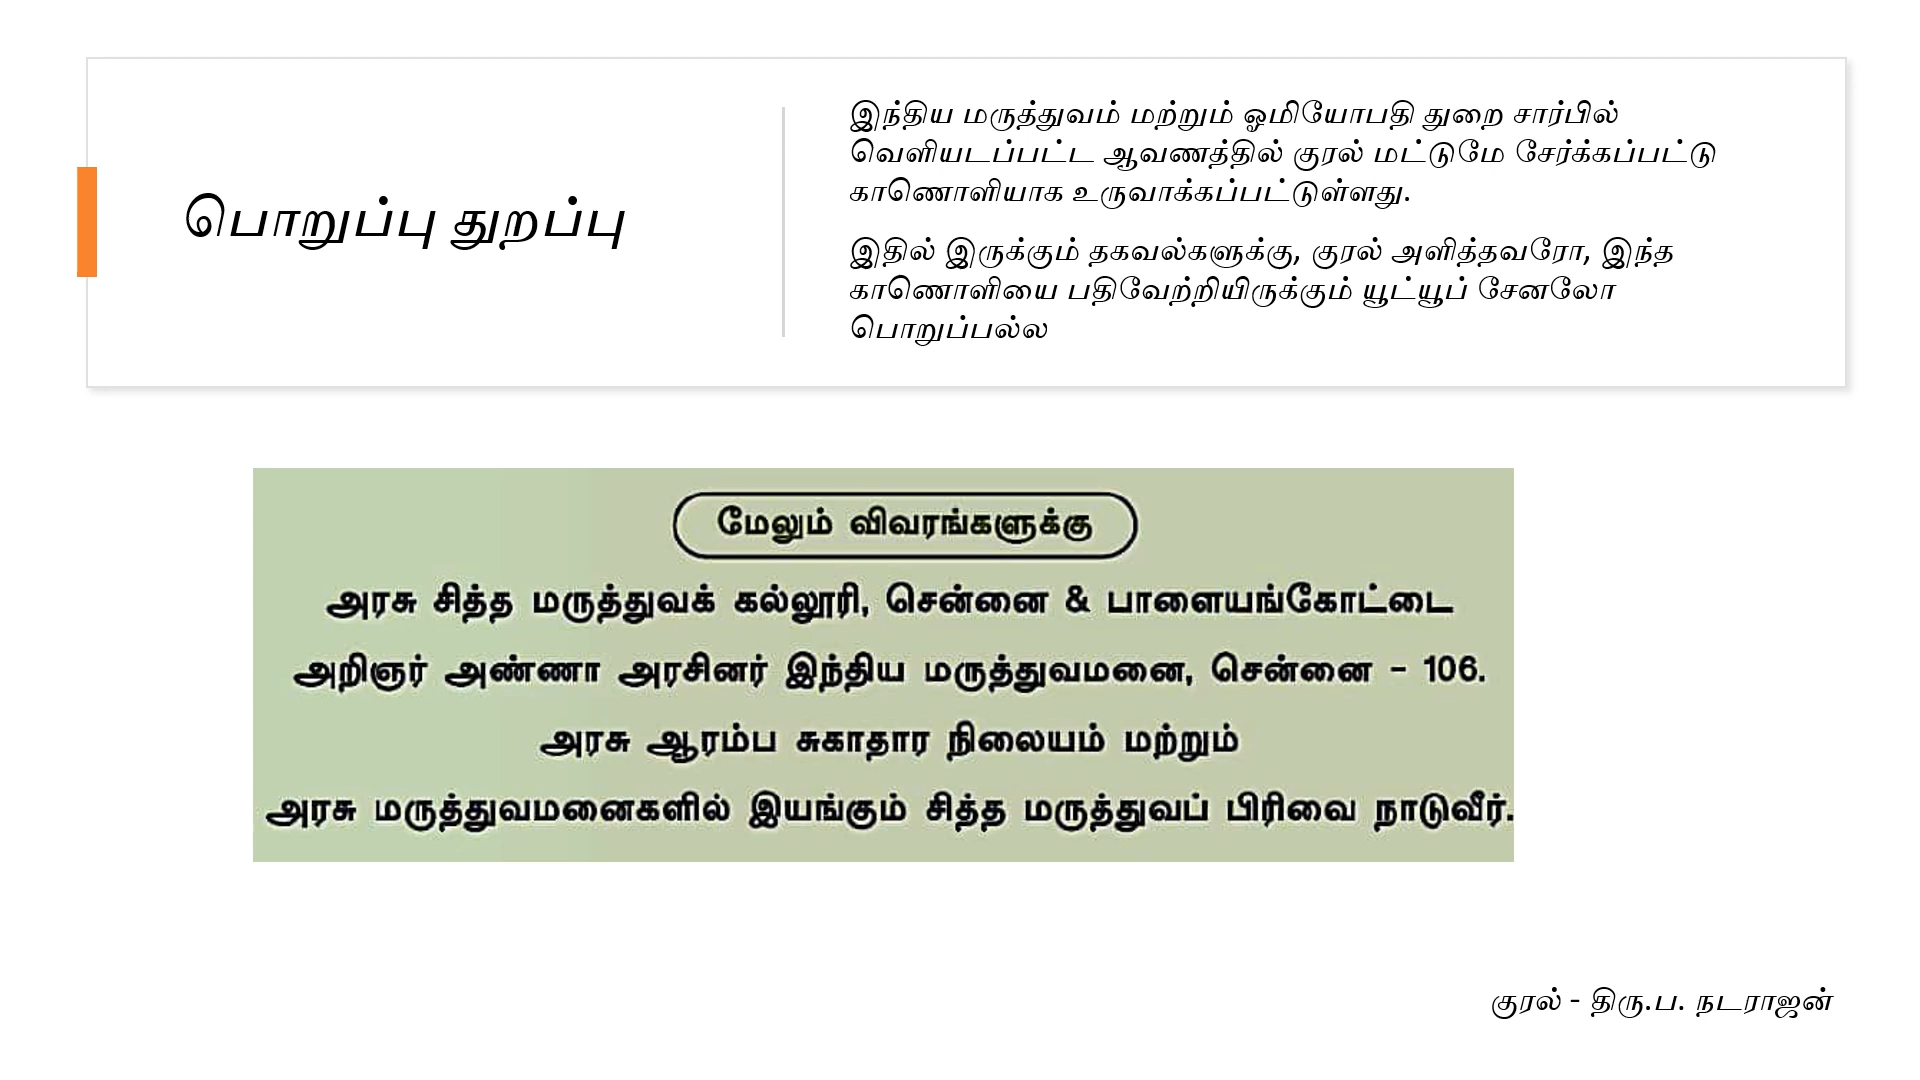 பொறுப்பு துறப்பு
இந்திய மருத்துவம் மற்றும் ஓமியோபதி துறை சார்பில்
வெளியடப்பட்ட ஆவணத்தில் குரல் மட்டுமே சேர்க்கப்பட்டு
காணொளியாக உருவாக்கப்பட்டுள்ளது.
இதில் இருக்கும் தகவல்களுக்கு, குரல் அளித்தவரோ, இந்த
காணொளியை பதிவேற்றியிருக்கும் யூட்யூப் சேனலோ
பொறுப்பல்ல
மேலும் விவரங்களுக்கு
அரசு சித்த மருத்துவக் கல்லூரி, சென்னை & பாளையங்கோட்டை
அறிஞர் அண்ணா அரசினர் இந்திய மருத்துவமனை, சென்னை - 106.
அரசு ஆரம்ப சுகாதார நிலையம் மற்றும்
அரசு மருத்துவமனைகளில் இயங்கும் சித்த மருத்துவப் பிரிவை நாடுவீர்.
குரல் - திரு.ப. நடராஜன்